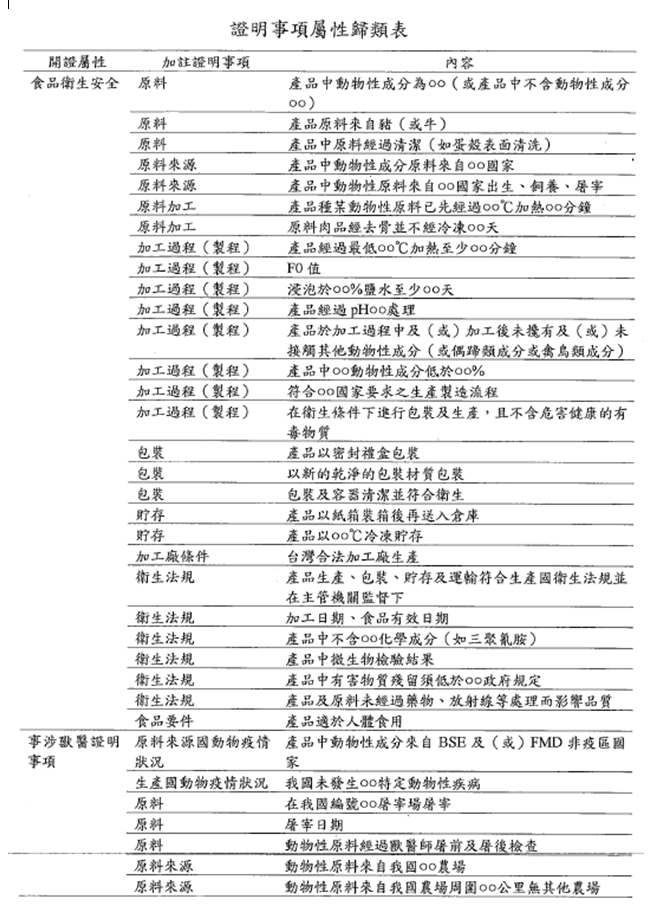 證明事項屬性歸類表
開證屬性 加註證明事項 內容
食品衛生安全 原料 產品中動物性成分為○○（或產品中不含動物性成分
○○）
原料 產品原料來自豬（或牛）
原料 產品中原料經過清潔（如蛋殼表面清洗）
原料來源 產品中動物性成分原料來自○○國家
原料來源 產品中動物性原料來自○○國家出生、飼養、屠宰
原料加工 產品種某動物性原料已先經過○○℃加熱○○分鐘
原料加工 原料肉品經去骨並不經冷凍○○天
加工過程（製程） 產品經過最低○○℃加熱至少○○分鐘
加工過程（製程） F0 值
加工過程（製程） 浸泡於○○%鹽水至少○○天
加工過程（製程） 產品經過 pH○○處理
加工過程（製程） 產品於加工過程中及（或）加工後未攙有及（或）未
接觸其他動物性成分（或偶蹄類成分或禽鳥類成分）
加工過程（製程） 產品中○○動物性成分低於○○%
加工過程（製程） 符合○○國家要求之生產製造流程
加工過程（製程） 在衛生條件下進行包裝及生產，且不含危害健康的有
毒物質
包裝 產品以密封禮盒包裝
包裝 以新的乾淨的包裝材質包裝
包裝 包裝及容器清潔並符合衛生
貯存 產品以紙箱裝箱後再送入倉庫
貯存 產品以○○℃冷凍貯存
加工廠條件 台灣合法加工廠生產
衛生法規 產品生產、包裝、貯存及運輸符合生產國衛生法規並
在主管機關監督下
衛生法規 加工日期、食品有效日期
衛生法規 產品中不含○○化學成分（如三聚氰胺）
衛生法規 產品中微生物檢驗結果
衛生法規 產品中有害物質殘留須低於○○政府規定
衛生法規 產品及原料未經過藥物、放射線等處理而影響品質
食品要件 產品適於人體食用
事涉獸醫證明 原料來源國動物疫情 產品中動物性成分來自 BSE 及（或）FMD 非疫區國
事項 狀況 家
生產國動物疫情狀況 我國未發生○○特定動物性疾病
原料 在我國編號○○屠宰場屠宰
原料 屠宰日期
原料 動物性原料經過獸醫師屠前及屠後檢查
原料來源 動物性原料來自我國○○農場
原料來源 動物性原料來自我國農場周圍○○公里無其他農場